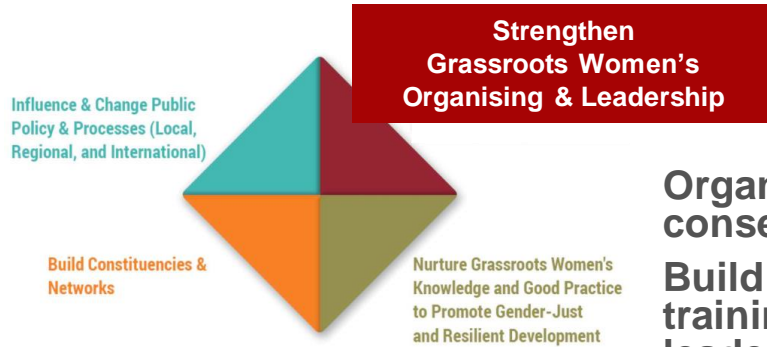 Strengthen
Grassroots Women's
Organising & Leadership
Influence & Change Public
Policy & Processes (Local,
Regional, and International)
Build Constituencies &
Networks
Nurture Grassroots Women's
Knowledge and Good Practice
to Promote Gender-Just
and Resilient Development
Build